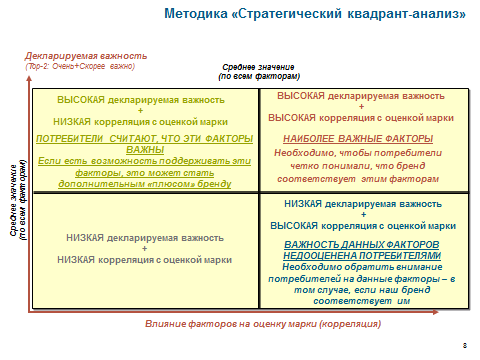 Методика «Стратегический квадрант-анализ»
Декларируемая важность
(Top-2: Очень+Скорее важно)
Среднее значение
(по всем факторам)
Среднее значение
(по всем факторам)
ВЫСОКАЯ декларируемая важность
+
НИЗКАЯ корреляция с оценкой марки
ПОТРЕБИТЕЛИ СЧИТАЮТ, ЧТО ЭТИ ФАКТОРЫ
ВАЖНЫ
Если есть возможность поддерживать эти
факторы, это может стать
дополнительным «плюсом» бренду
ВЫСОКАЯ декларируемая важность
+
ВЫСОКАЯ корреляция с оценкой марки
НАИБОЛЕЕ ВАЖНЫЕ ФАКТОРЫ
Необходимо, чтобы потребители
четко понимали, что бренд
соответствует этим факторам
НИЗКАЯ декларируемая важность
+
НИЗКАЯ корреляция с оценкой марки
НИЗКАЯ декларируемая важность
+
ВЫСОКАЯ корреляция с оценкой марки
ВАЖНОСТЬ ДАННЫХ ФАКТОРОВ
НЕДООЦЕНЕНА ПОТРЕБИТЕЛЯМИ
Необходимо обратить внимание
потребителей на данные факторы – в
том случае, если наш бренд
соответствует им
Влияние факторов на оценку марки (корреляция)
8